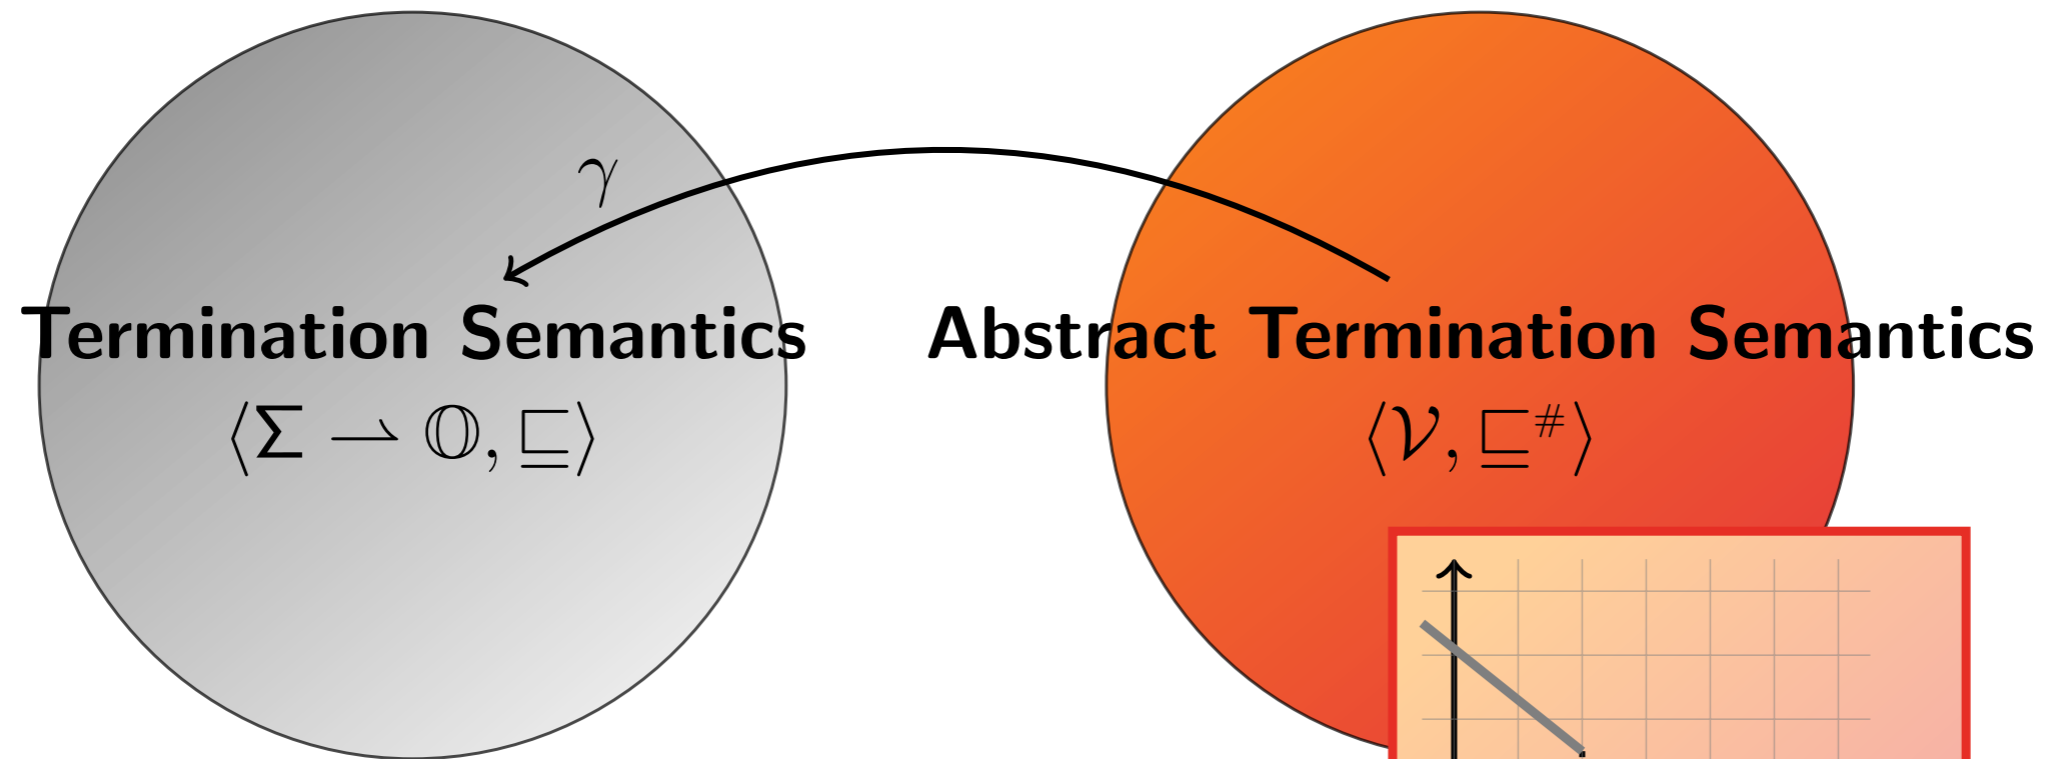 γ
Termination Semantics
⟨Σ ⇀ 𝕆, ⊑⟩
Abstract Termination Semantics
⟨𝒱, ⊑#⟩